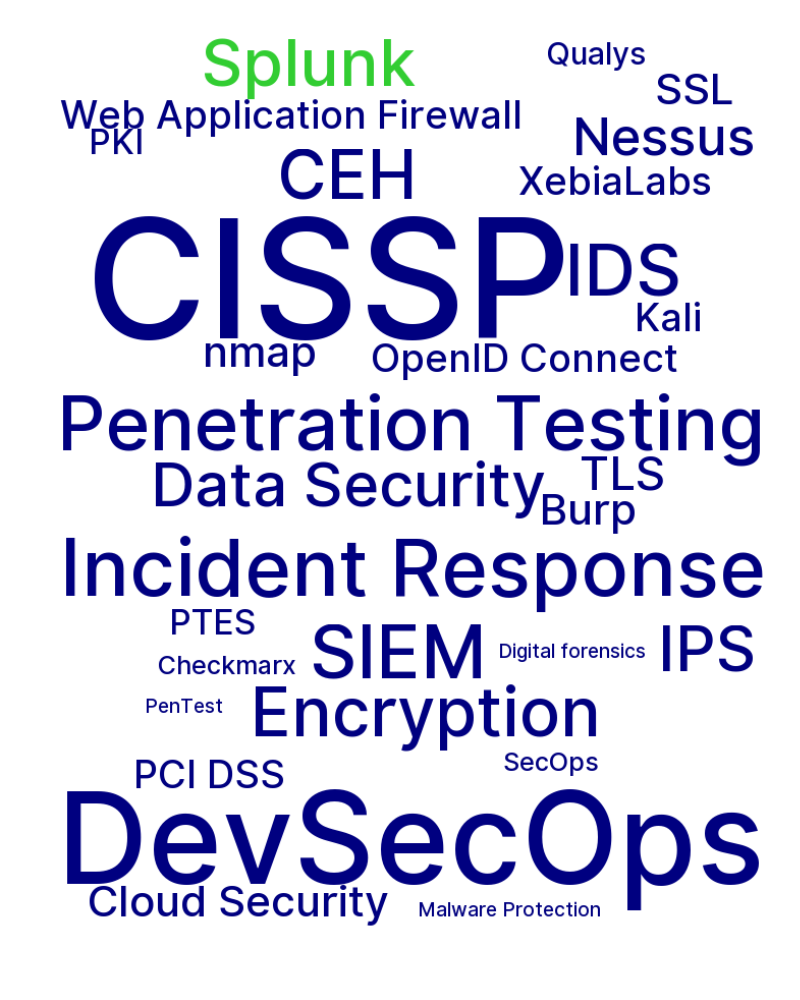 Splunk
Qualys
SSL
Web Application Firewall
PKI
Nessus
CEH
XebiaLabs
CISSP
IDS
Kali
nmap
OpenID Connect
Penetration Testing
Data Security
TLS
Burp
Incident Response
PTES
SIEM
Digital forensics
IPS
Checkmarx
PenTest
Encryption
SecOps
PCI DSS
DevSecOps
Cloud Security
Malware Protection